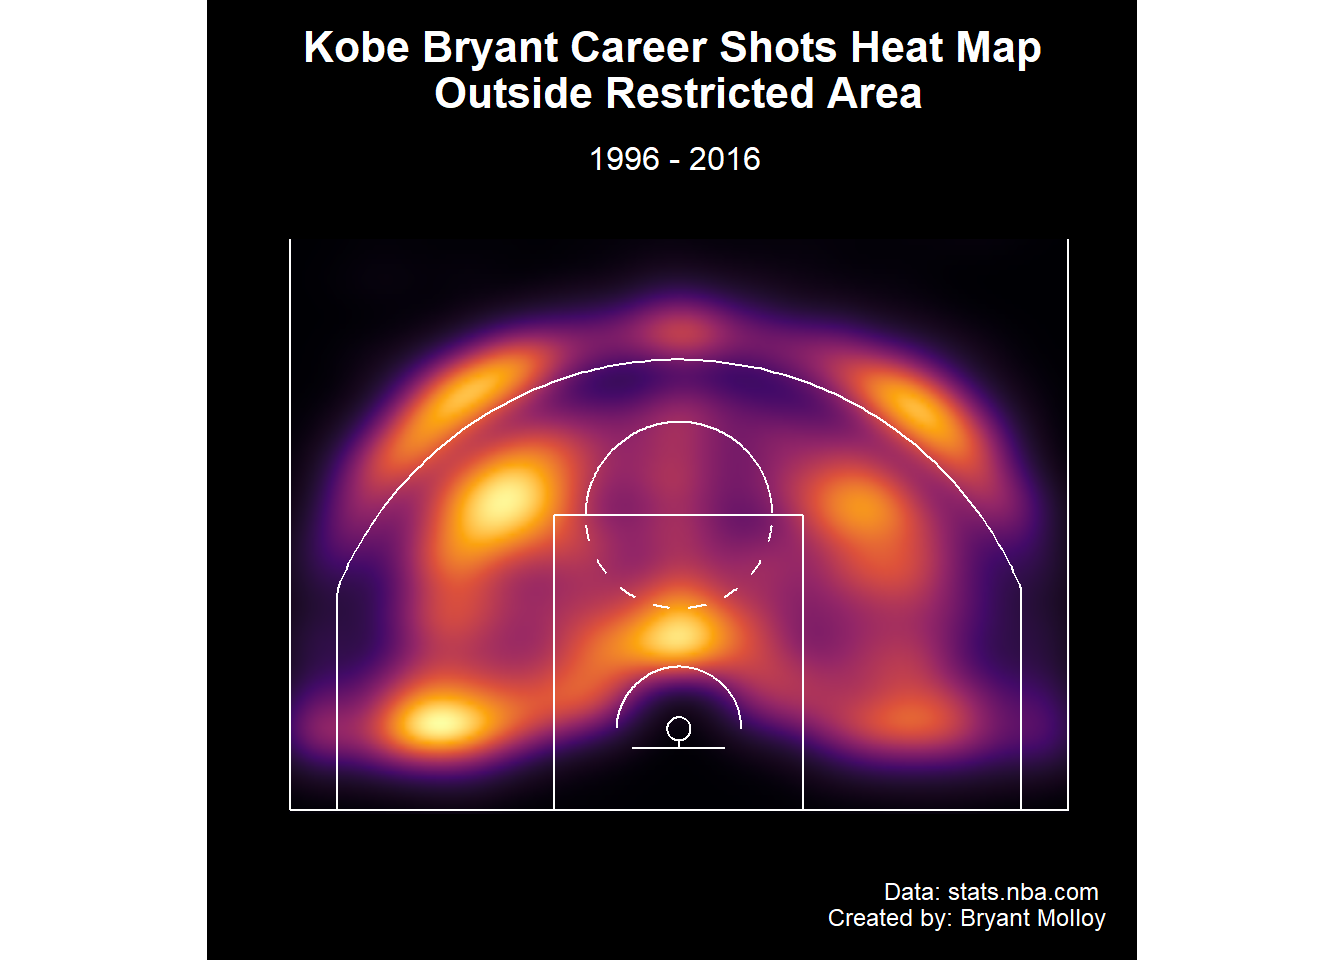 Kobe Bryant Career Shots Heat Map
Outside Restricted Area
1996 - 2016
Data: stats.nba.com
Created by: Bryant Molloy